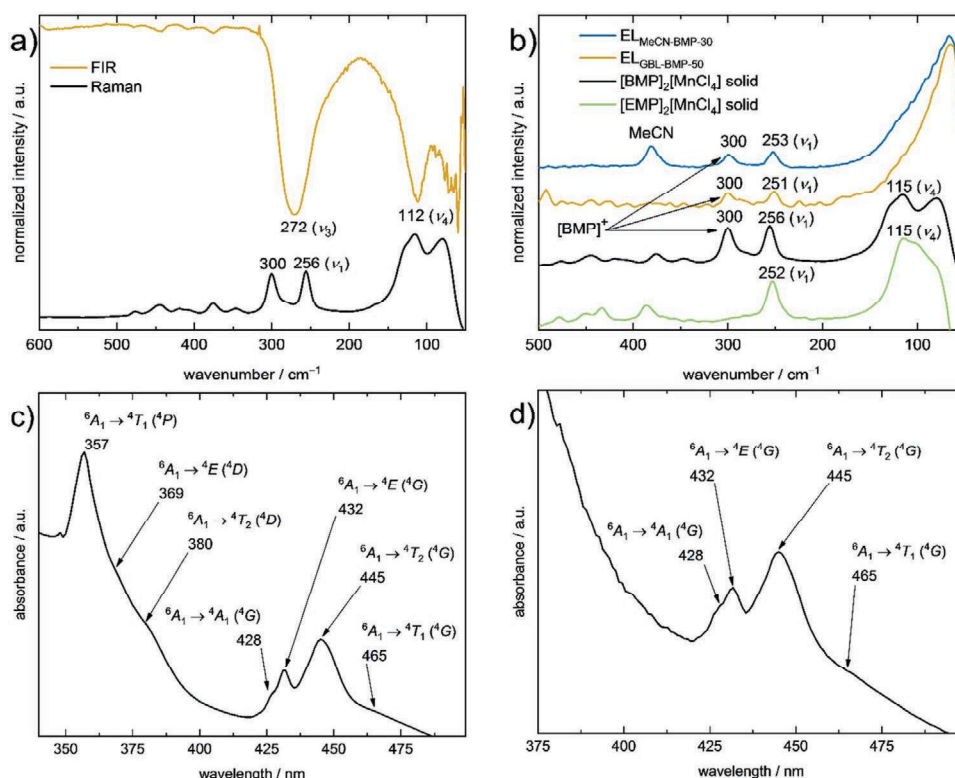 a)
FIR
Raman
272 (ν3)
112 (ν4)
300
256 (ν1)
normalized intensity / a.u.
600 500 400 300 200 100
wavenumber / cm⁻¹
b)
EL_MeCN-BMP-30
EL_GBL-BMP-50
[BMP]₂[MnCl₄] solid
[EMP]₂[MnCl₄] solid
MeCN
300
253 (ν₁)
300
251 (ν₁)
115 (ν₄)
[BMP]⁺
300
256 (ν₁)
115 (ν₄)
252 (ν₁)
normalized intensity / a.u.
500 400 300 200 100
wavenumber / cm⁻¹
c)
⁶A₁ → ⁴T₁ (⁴P)
357
⁶A₁ → ⁴E (⁴D)
369
⁶A₁ → ⁴E (⁴G)
432
⁶Λ₁ → ⁴T₂ (⁴D)
380
⁶A₁ → ⁴T₂ (⁴G)
445
⁶A₁ → ⁴A₁ (⁴G)
428
⁶A₁ → ⁴T₁ (⁴G)
465
absorbance / a.u.
350 375 400 425 450 475
wavelength / nm
d)
⁶A₁ → ⁴E (⁴G)
432
⁶A₁ → ⁴T₂ (⁴G)
445
⁶A₁ → ⁴A₁ (⁴G)
428
⁶A₁ → ⁴T₁ (⁴G)
465
absorbance / a.u.
375 400 425 450 475
wavelength / nm